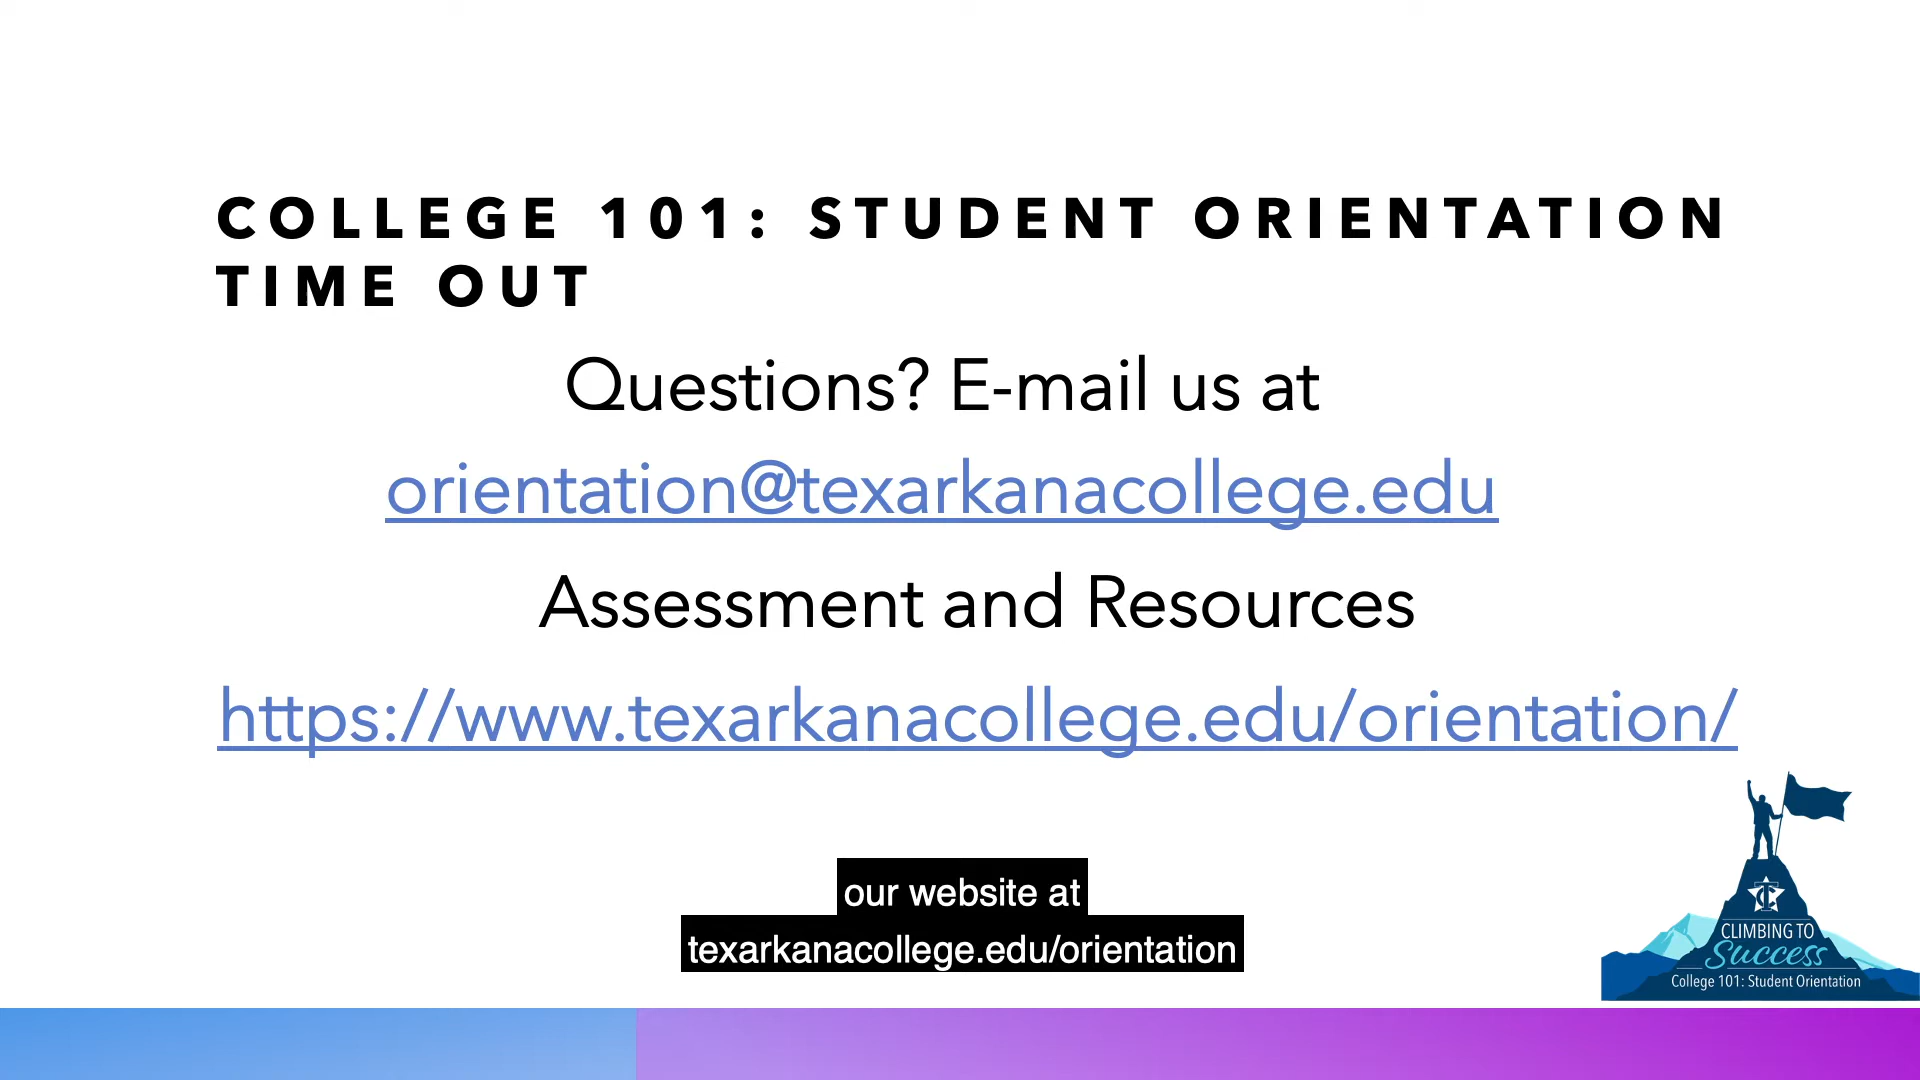 COLLEGE 101: STUDENT ORIENTATION
TIME OUT
Questions? E-mail us at
orientation@texarkanacollege.edu
Assessment and Resources
https://www.texarkanacollege.edu/orientation/
our website at
texarkanacollege.edu/orientation
TC
CLIMBING TO
Success
College 101: Student Orientation